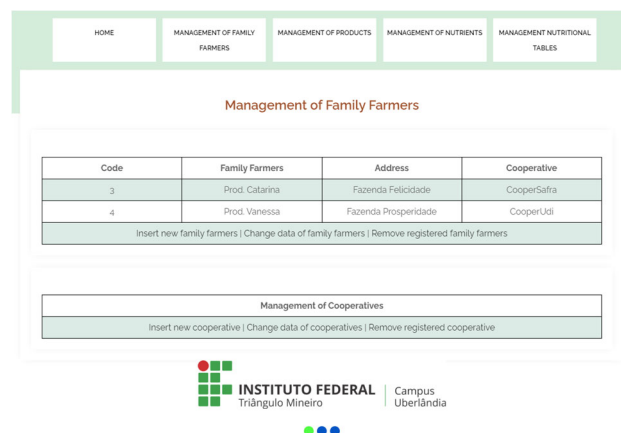 HOME
MANAGEMENT OF FAMILY FARMERS
MANAGEMENT OF PRODUCTS
MANAGEMENT OF NUTRIENTS
MANAGEMENT NUTRITIONAL TABLES
Management of Family Farmers
Code Family Farmers Address Cooperative
3 Prod. Catarina Fazenda Felicidade CooperSafra
4 Prod. Vanessa Fazenda Prosperidade CooperUdi
Insert new family farmers | Change data of family farmers | Remove registered family farmers
Management of Cooperatives
Insert new cooperative | Change data of cooperatives | Remove registered cooperative
INSTITUTO FEDERAL
Triângulo Mineiro
Campus
Uberlândia